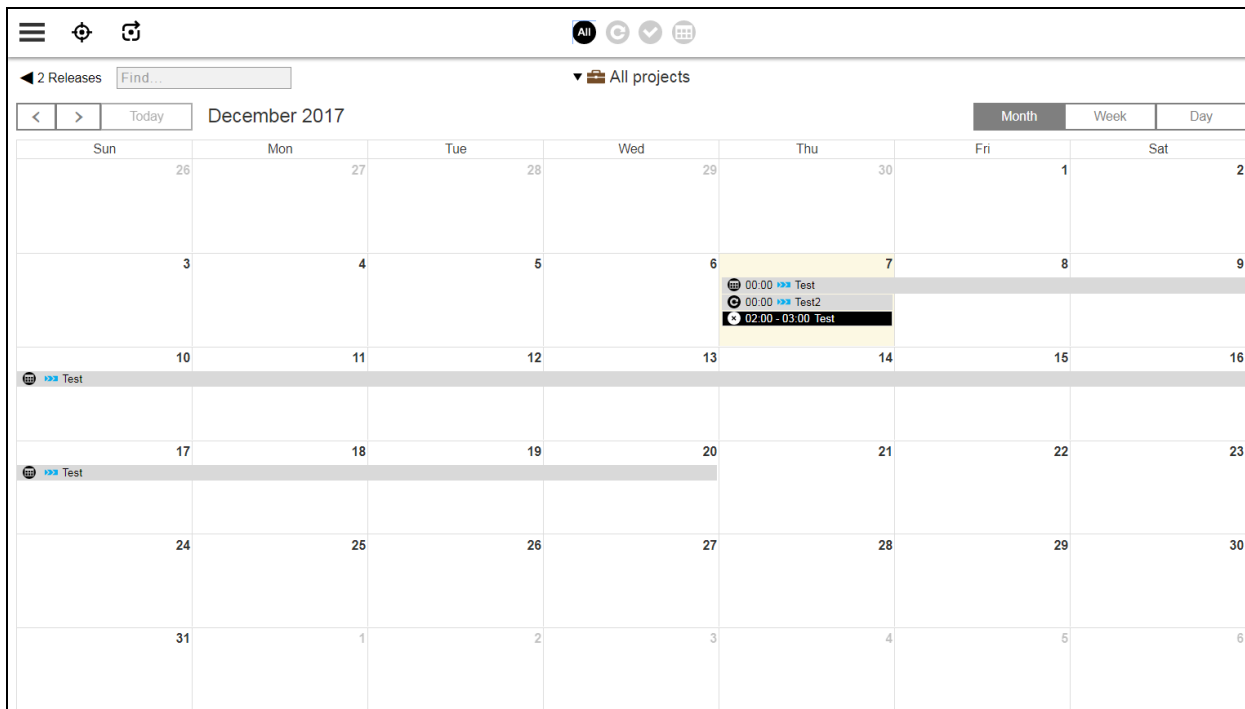 All
2 Releases Find... All projects
Today December 2017 Month Week Day
Sun Mon Tue Wed Thu Fri Sat
26 27 28 29 30 1 2
3 4 5 6 7 8 9
00:00 Test
00:00 Test2
02:00 - 03:00 Test
10 11 12 13 14 15 16
Test
17 18 19 20 21 22 23
Test
24 25 26 27 28 29 30
31 1 2 3 4 5 6